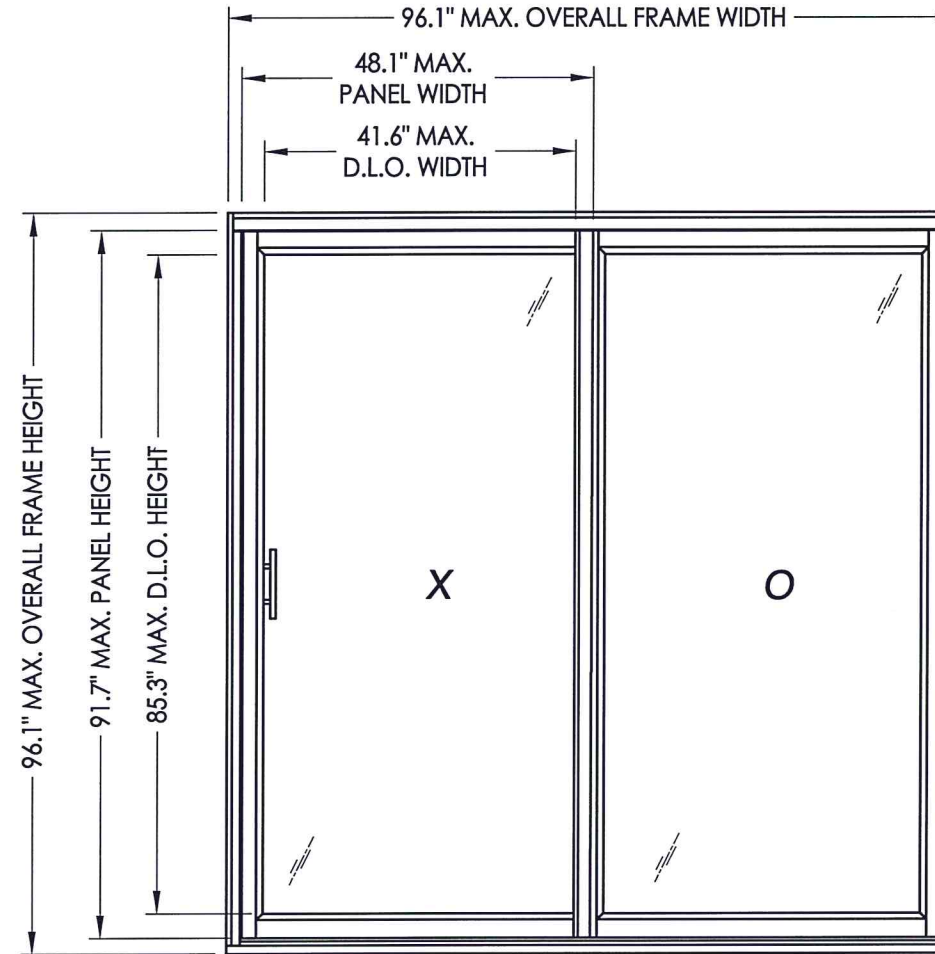 96.1" MAX. OVERALL FRAME WIDTH
48.1" MAX.
PANEL WIDTH
41.6" MAX.
D.L.O. WIDTH
96.1" MAX. OVERALL FRAME HEIGHT
91.7" MAX. PANEL HEIGHT
85.3" MAX. D.L.O. HEIGHT
X
O